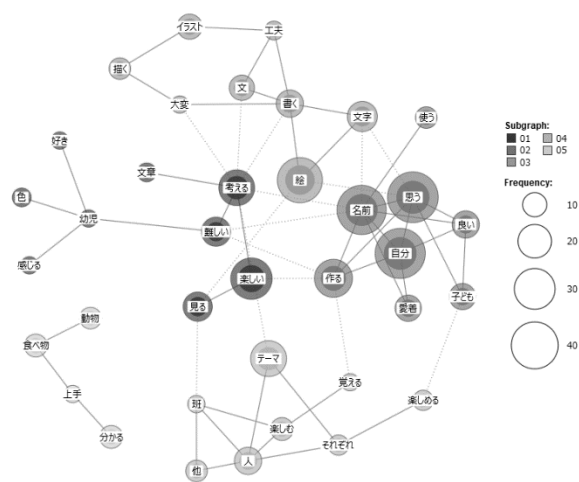 イラスト
工夫
描く
大変
文
書く
文字
使う
好き
文章
考える
絵
名前
思う
色
幼児
難しい
良い
感じる
自分
楽しい
作る
見る
愛着
子ども
動物
食べ物
テーマ
覚える
上手
班
楽しめる
分かる
楽しむ
それぞれ
他
人
Subgraph:
01 04
02 05
03
Frequency:
10
20
30
40